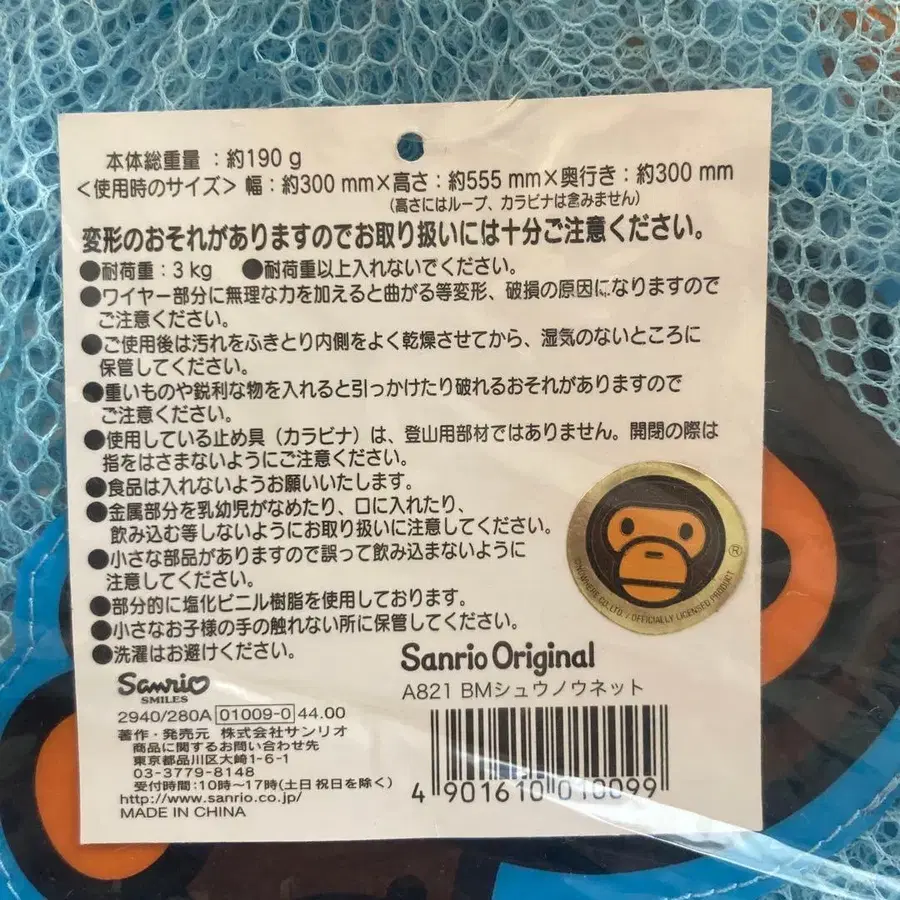 本体総重量：約190 g
＜使用時のサイズ＞幅：約300 mm×高さ：約555 mm×奥行き：約300 mm
（高さにはループ、カラビナは含みません）
変形のおそれがありますのでお取り扱いには十分ご注意ください。
●耐荷重：3 kg ●耐荷重以上入れないでください。
●ワイヤー部分に無理な力を加えると曲がる等変形、破損の原因になりますので
ご注意ください。
●ご使用後は汚れをふきとり内側をよく乾燥させてから、湿気のないところに
保管してください。
●重いものや鋭利な物を入れると引っかけたり破れるおそれがありますので
ご注意ください。
●使用している止め具（カラビナ）は、登山用部材ではありません。開閉の際は
指をはさまないようにご注意ください。
●食品は入れないようお願いいたします。
●金属部分を乳幼児がなめたり、口に入れたり、
飲み込む等しないようにお取り扱いに注意してください。
●小さな部品がありますので誤って飲み込まないように
注意してください。
●部分的に塩化ビニル樹脂を使用しております。
●小さなお子様の手の触れない所に保管してください。
●洗濯はお避けください。
®
©NOWHERE CO.LTD. / OFFICIALLY LICENSED PRODUCT
Sanrio
SMILES
2940/280A 01009-0 44.00
著作・発売元 株式会社サンリオ
商品に関するお問い合わせ先
東京都品川区大崎1-6-1
03-3779-8148
受付時間：10時〜17時(土日祝日を除く)
http://www.sanrio.co.jp/
MADE IN CHINA
Sanrio Original
A821 BMシュウノウネット
4 901610 010099